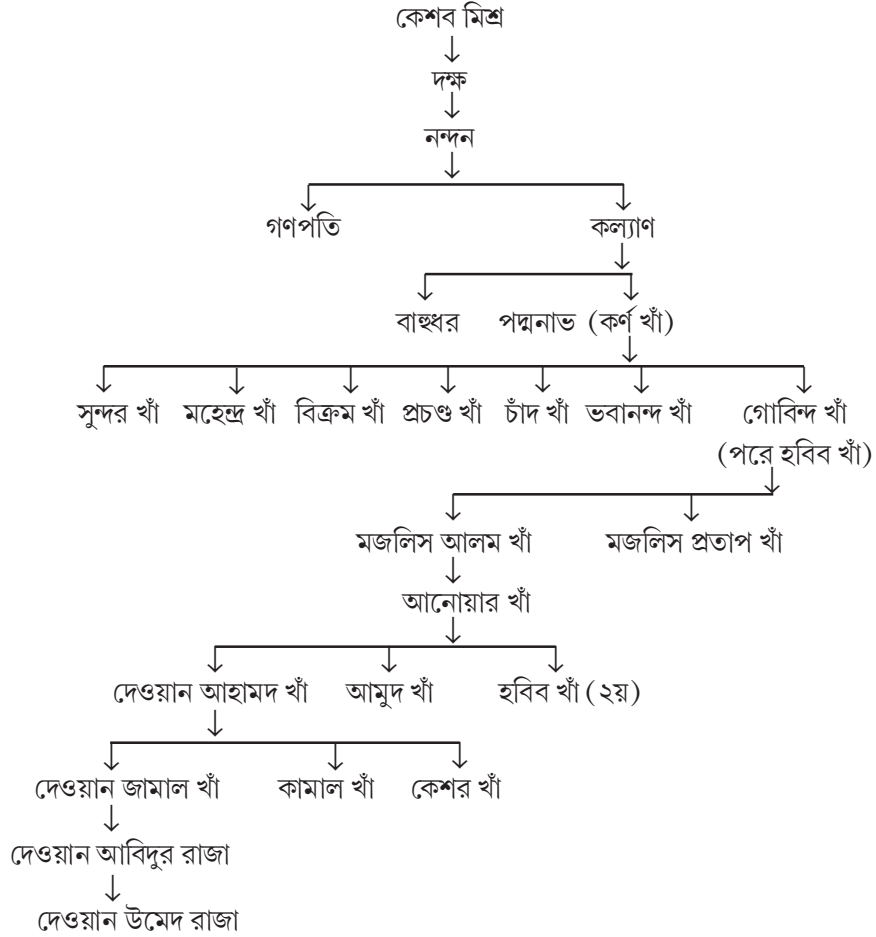 কেশব মিশ্র
দক্ষ
নন্দন
গণপতি কল্যাণ
বাহুধর পদ্মনাভ (কর্ণ খাঁ)
সুন্দর খাঁ মহেন্দ্র খাঁ বিক্রম খাঁ প্রচণ্ড খাঁ চাঁদ খাঁ ভবানন্দ খাঁ গোবিন্দ খাঁ
(পরে হবিব খাঁ)
মজলিস আলম খাঁ মজলিস প্রতাপ খাঁ
আনোয়ার খাঁ
দেওয়ান আহামদ খাঁ আমুদ খাঁ হবিব খাঁ (২য়)
দেওয়ান জামাল খাঁ কামাল খাঁ কেশর খাঁ
দেওয়ান আবিদুর রাজা
দেওয়ান উমেদ রাজা